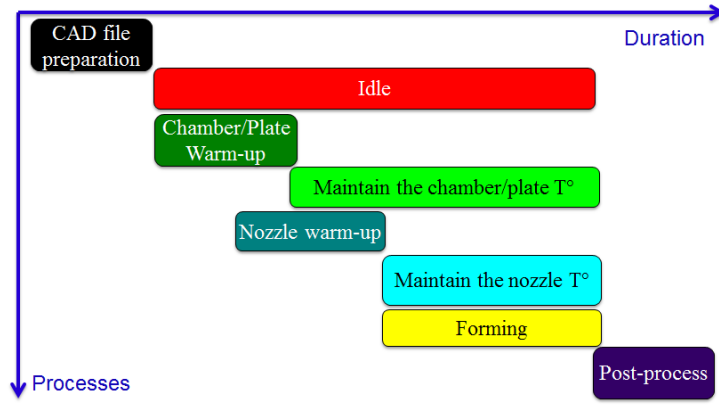 CAD file
preparation
Duration
Idle
Chamber/Plate
Warm-up
Maintain the chamber/plate T°
Nozzle warm-up
Maintain the nozzle T°
Forming
Post-process
Processes